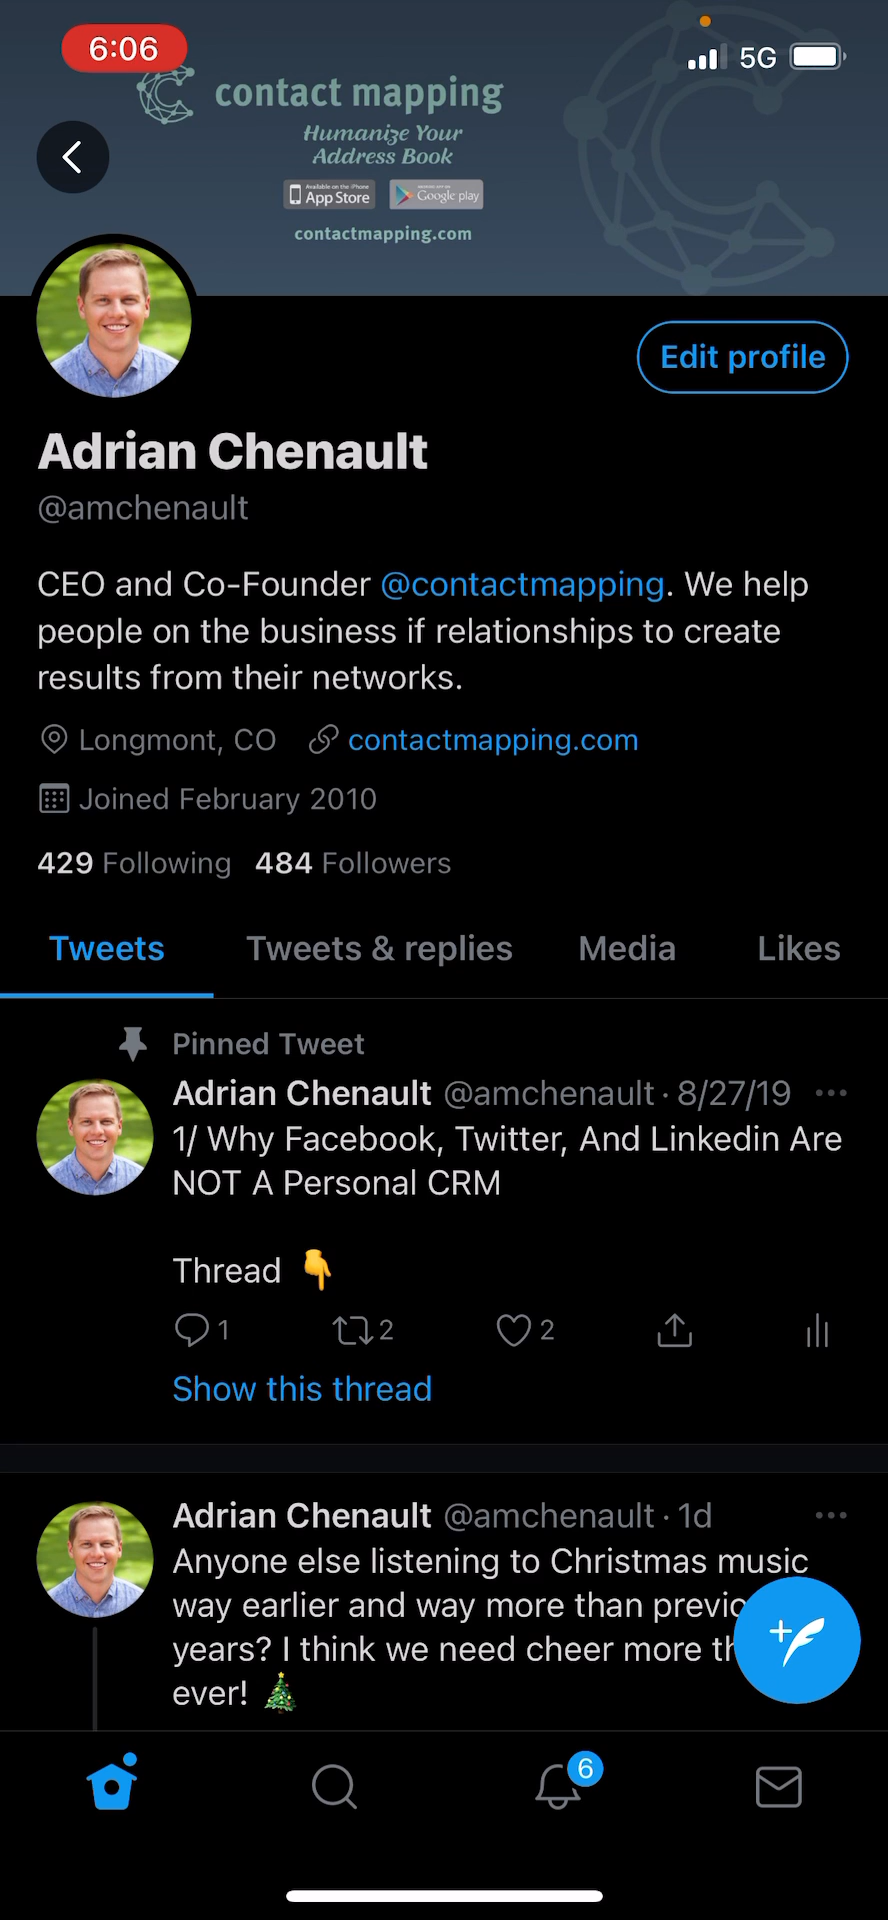 6:06
5G
contact mapping
Humanize Your
Address Book
Available on the iPhone
App Store
Google play
contactmapping.com
Edit profile
Adrian Chenault
@amchenault
CEO and Co-Founder @contactmapping. We help
people on the business if relationships to create
results from their networks.
Longmont, CO contactmapping.com
Joined February 2010
429 Following 484 Followers
Tweets Tweets & replies Media Likes
Pinned Tweet
Adrian Chenault @amchenault · 8/27/19
1/ Why Facebook, Twitter, And Linkedin Are
NOT A Personal CRM
Thread 👇
1 2 2
Show this thread
Adrian Chenault @amchenault · 1d
Anyone else listening to Christmas music
way earlier and way more than previo
years? I think we need cheer more th
ever! 🎄
6